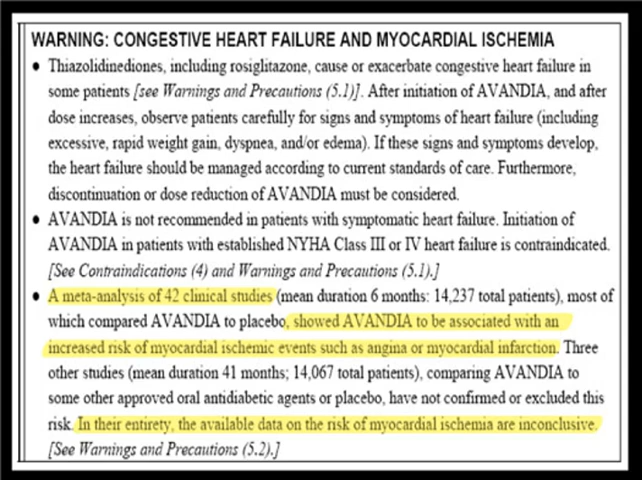 WARNING: CONGESTIVE HEART FAILURE AND MYOCARDIAL ISCHEMIA
● Thiazolidinediones, including rosiglitazone, cause or exacerbate congestive heart failure in
some patients [see Warnings and Precautions (5.1)]. After initiation of AVANDIA, and after
dose increases, observe patients carefully for signs and symptoms of heart failure (including
excessive, rapid weight gain, dyspnea, and/or edema). If these signs and symptoms develop,
the heart failure should be managed according to current standards of care. Furthermore,
discontinuation or dose reduction of AVANDIA must be considered.
● AVANDIA is not recommended in patients with symptomatic heart failure. Initiation of
AVANDIA in patients with established NYHA Class III or IV heart failure is contraindicated.
[See Contraindications (4) and Warnings and Precautions (5.1).]
● A meta-analysis of 42 clinical studies (mean duration 6 months: 14,237 total patients), most of
which compared AVANDIA to placebo, showed AVANDIA to be associated with an
increased risk of myocardial ischemic events such as angina or myocardial infarction. Three
other studies (mean duration 41 months; 14,067 total patients), comparing AVANDIA to
some other approved oral antidiabetic agents or placebo, have not confirmed or excluded this
risk. In their entirety, the available data on the risk of myocardial ischemia are inconclusive.
[See Warnings and Precautions (5.2).]